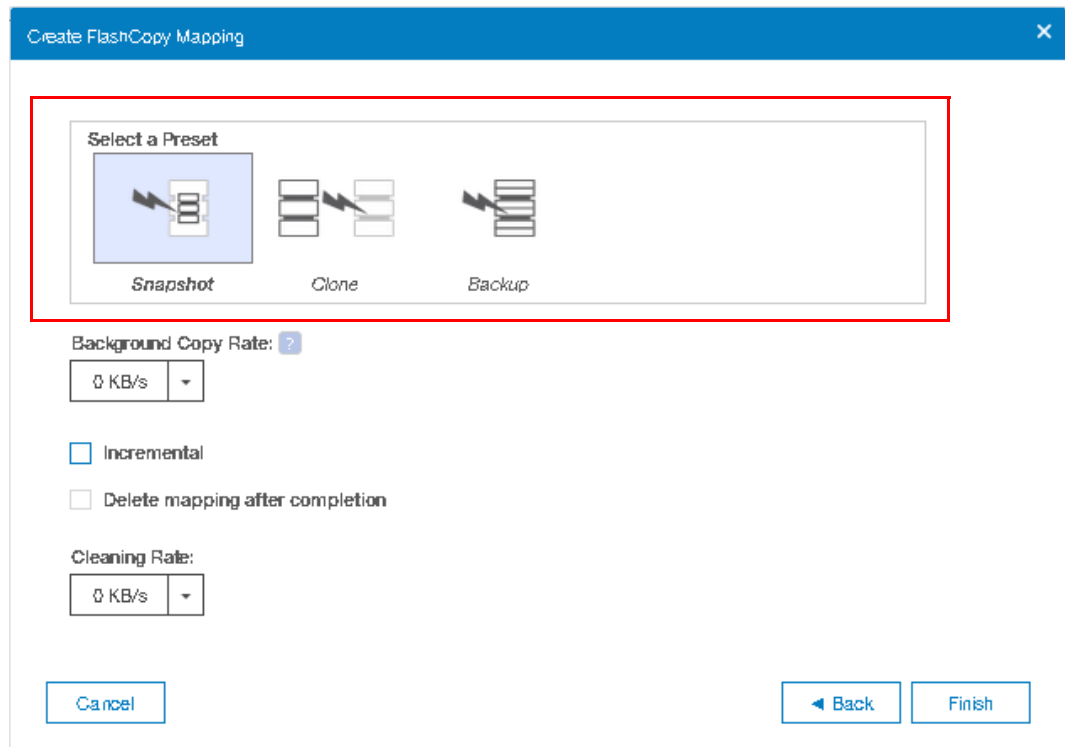 Create FlashCopy Mapping
Select a Preset
Snapshot Clone Backup
Background Copy Rate: ?
0 KB/s
Incremental
Delete mapping after completion
Cleaning Rate:
0 KB/s
Cancel Back Finish